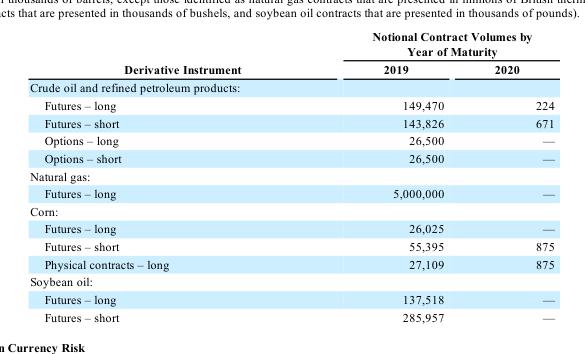 thousands of barrels, except those identified as natural gas contracts that are presented in millions of British
cts that are presented in thousands of bushels, and soybean oil contracts that are presented in thousands of pounds).
Notional Contract Volumes by
Year of Maturity
Derivative Instrument 2019 2020
Crude oil and refined petroleum products:
Futures – long 149,470 224
Futures – short 143,826 671
Options – long 26,500 —
Options – short 26,500 —
Natural gas:
Futures – long 5,000,000 —
Corn:
Futures – long 26,025 —
Futures – short 55,395 875
Physical contracts – long 27,109 875
Soybean oil:
Futures – long 137,518 —
Futures – short 285,957 —
n Currency Risk